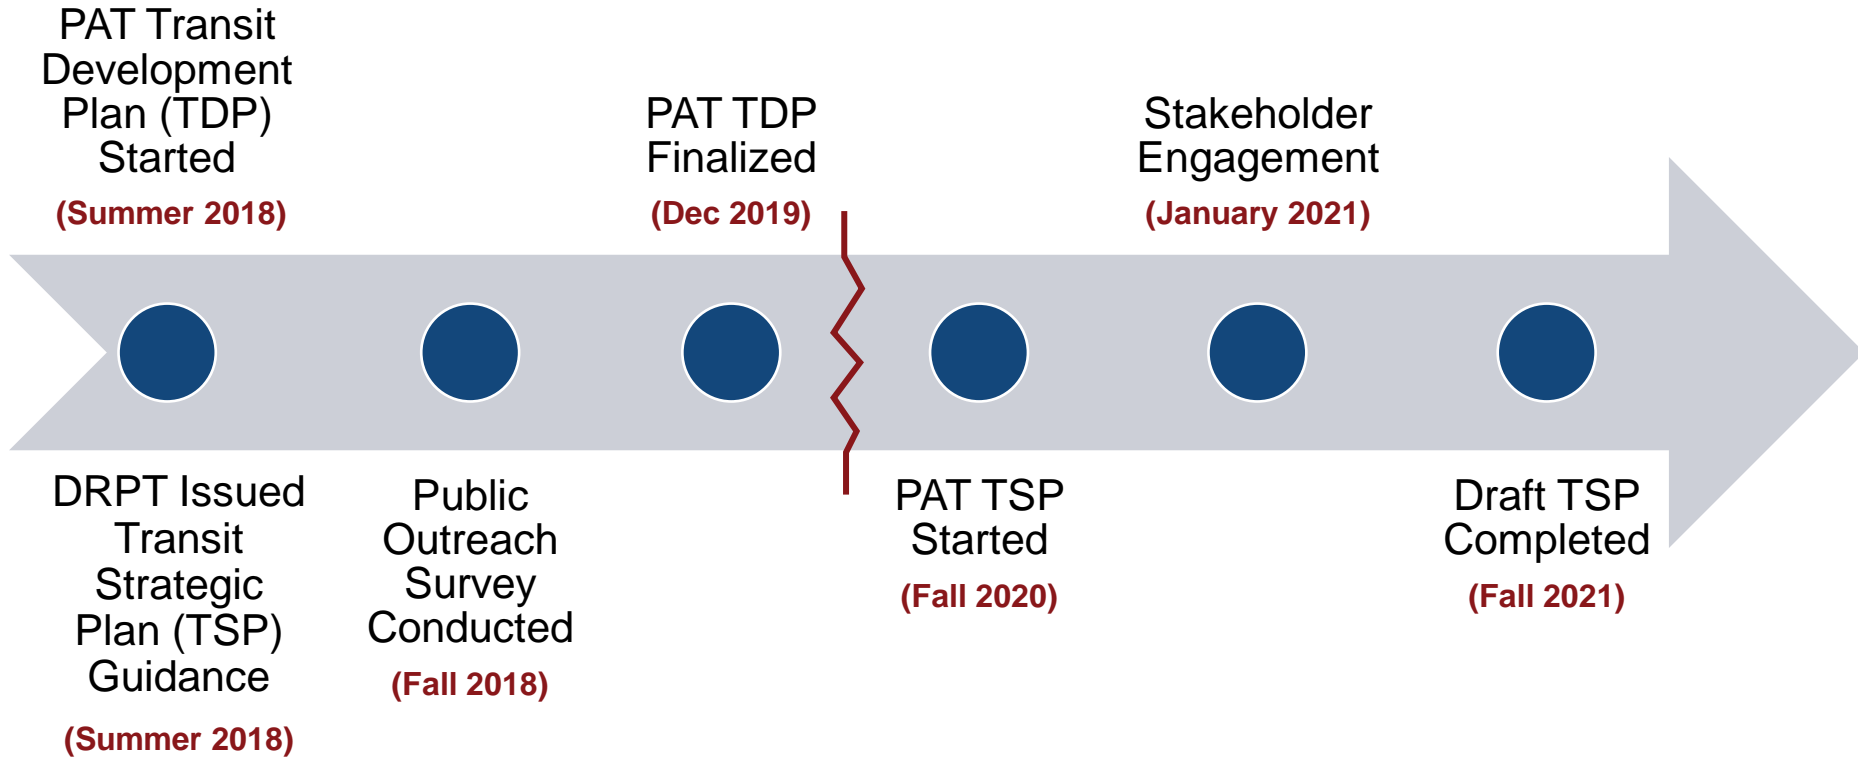 PAT Transit
Development
Plan (TDP)
Started
(Summer 2018)
PAT TDP
Finalized
(Dec 2019)
Stakeholder
Engagement
(January 2021)
DRPT Issued
Transit
Strategic
Plan (TSP)
Guidance
(Summer 2018)
Public
Outreach
Survey
Conducted
(Fall 2018)
PAT TSP
Started
(Fall 2020)
Draft TSP
Completed
(Fall 2021)